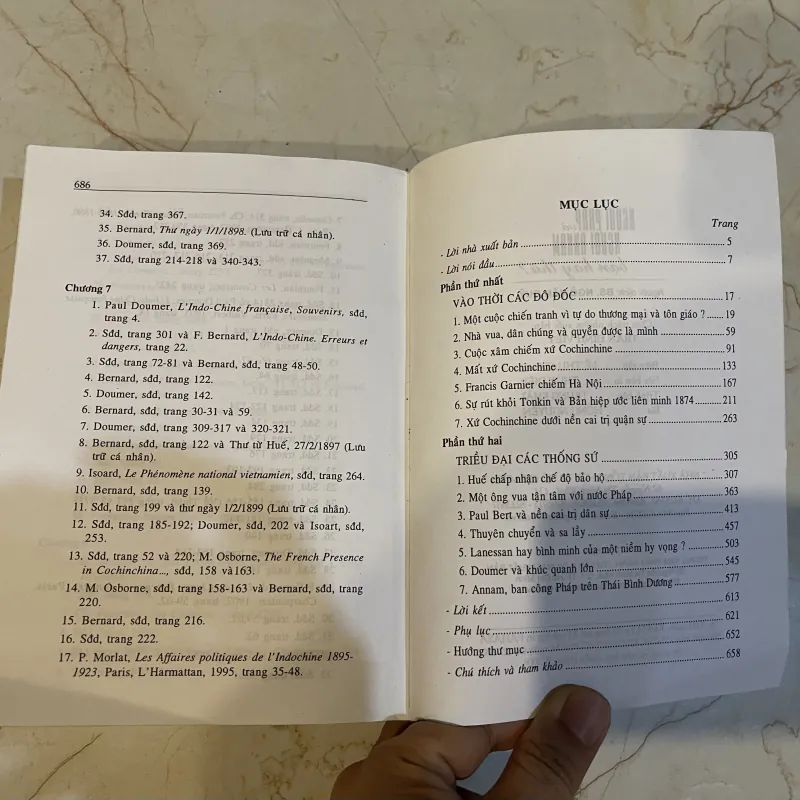 686
34. Sđd, trang 367.
35. Bernard, Thư ngày 1/1/1898. (Lưu trữ cá nhân).
36. Doumer, sđd, trang 369.
37. Sđd, trang 214-218 và 340-343.
Chương 7
1. Paul Doumer, L'Indo-Chine française, Souvenirs, sđd,
trang 4.
2. Sđd, trang 301 và F. Bernard, L'Indo-Chine. Erreurs et
dangers, trang 22.
3. Sđd, trang 72-81 và Bernard, sđd, trang 48-50.
4. Bernard, sđd, trang 122.
5. Doumer, sđd, trang 142.
6. Bernard, sđd, trang 30-31 và 59.
7. Doumer, sđd, trang 309-317 và 320-321.
8. Bernard, sđd, trang 122 và Thư từ Huế, 27/2/1897 (Lưu
trữ cá nhân).
9. Isoard, Le Phénomène national vietnamien, sđd, trang 264.
10. Bernard, sđd, trang 139.
11. Sđd, trang 199 và thư ngày 1/2/1899 (Lưu trữ cá nhân).
12. Sđd, trang 185-192; Doumer, sđd, 202 và Isoart, sđd,
253.
13. Sđd, trang 52 và 220; M. Osborne, The French Presence
in Cochinchina..., sđd, 158 và 163.
14. M. Osborne, sđd, trang 158-163 và Bernard, sđd, trang
220.
15. Bernard, sđd, trang 216.
16. Sđd, trang 222.
17. P. Morlat, Les Affaires politiques de l'Indochine 1895-
1923, Paris, L'Harmattan, 1995, trang 35-48.
MỤC LỤC
Trang
- Lời nhà xuất bản 5
- Lời nói đầu 7
Phần thứ nhất
VÀO THỜI CÁC ĐÔ ĐỐC 17
1. Một cuộc chiến tranh vì tự do thương mại và tôn giáo ? 19
2. Nhà vua, dân chúng và quyền được là mình 59
3. Cuộc xâm chiếm xứ Cochinchine 91
4. Mất xứ Cochinchine 133
5. Francis Garnier chiếm Hà Nội 167
6. Sự rút khỏi Tonkin và Bản hiệp ước liên minh 1874 211
7. Xứ Cochinchine dưới nền cai trị quân sự 263
Phần thứ hai
TRIỀU ĐẠI CÁC THỐNG SỨ 305
1. Huế chấp nhận chế độ bảo hộ 307
2. Một ông vua tận tâm với nước Pháp 363
3. Paul Bert và nền cai trị dân sự 413
4. Thuyên chuyển và sa lầy 457
5. Lanessan hay bình minh của một niềm hy vọng ? 503
6. Doumer và khúc quanh lớn 545
7. Annam, ban công Pháp trên Thái Bình Dương 577
- Lời kết 613
- Phụ lục 621
- Hướng thư mục 652
- Chú thích và tham khảo 658